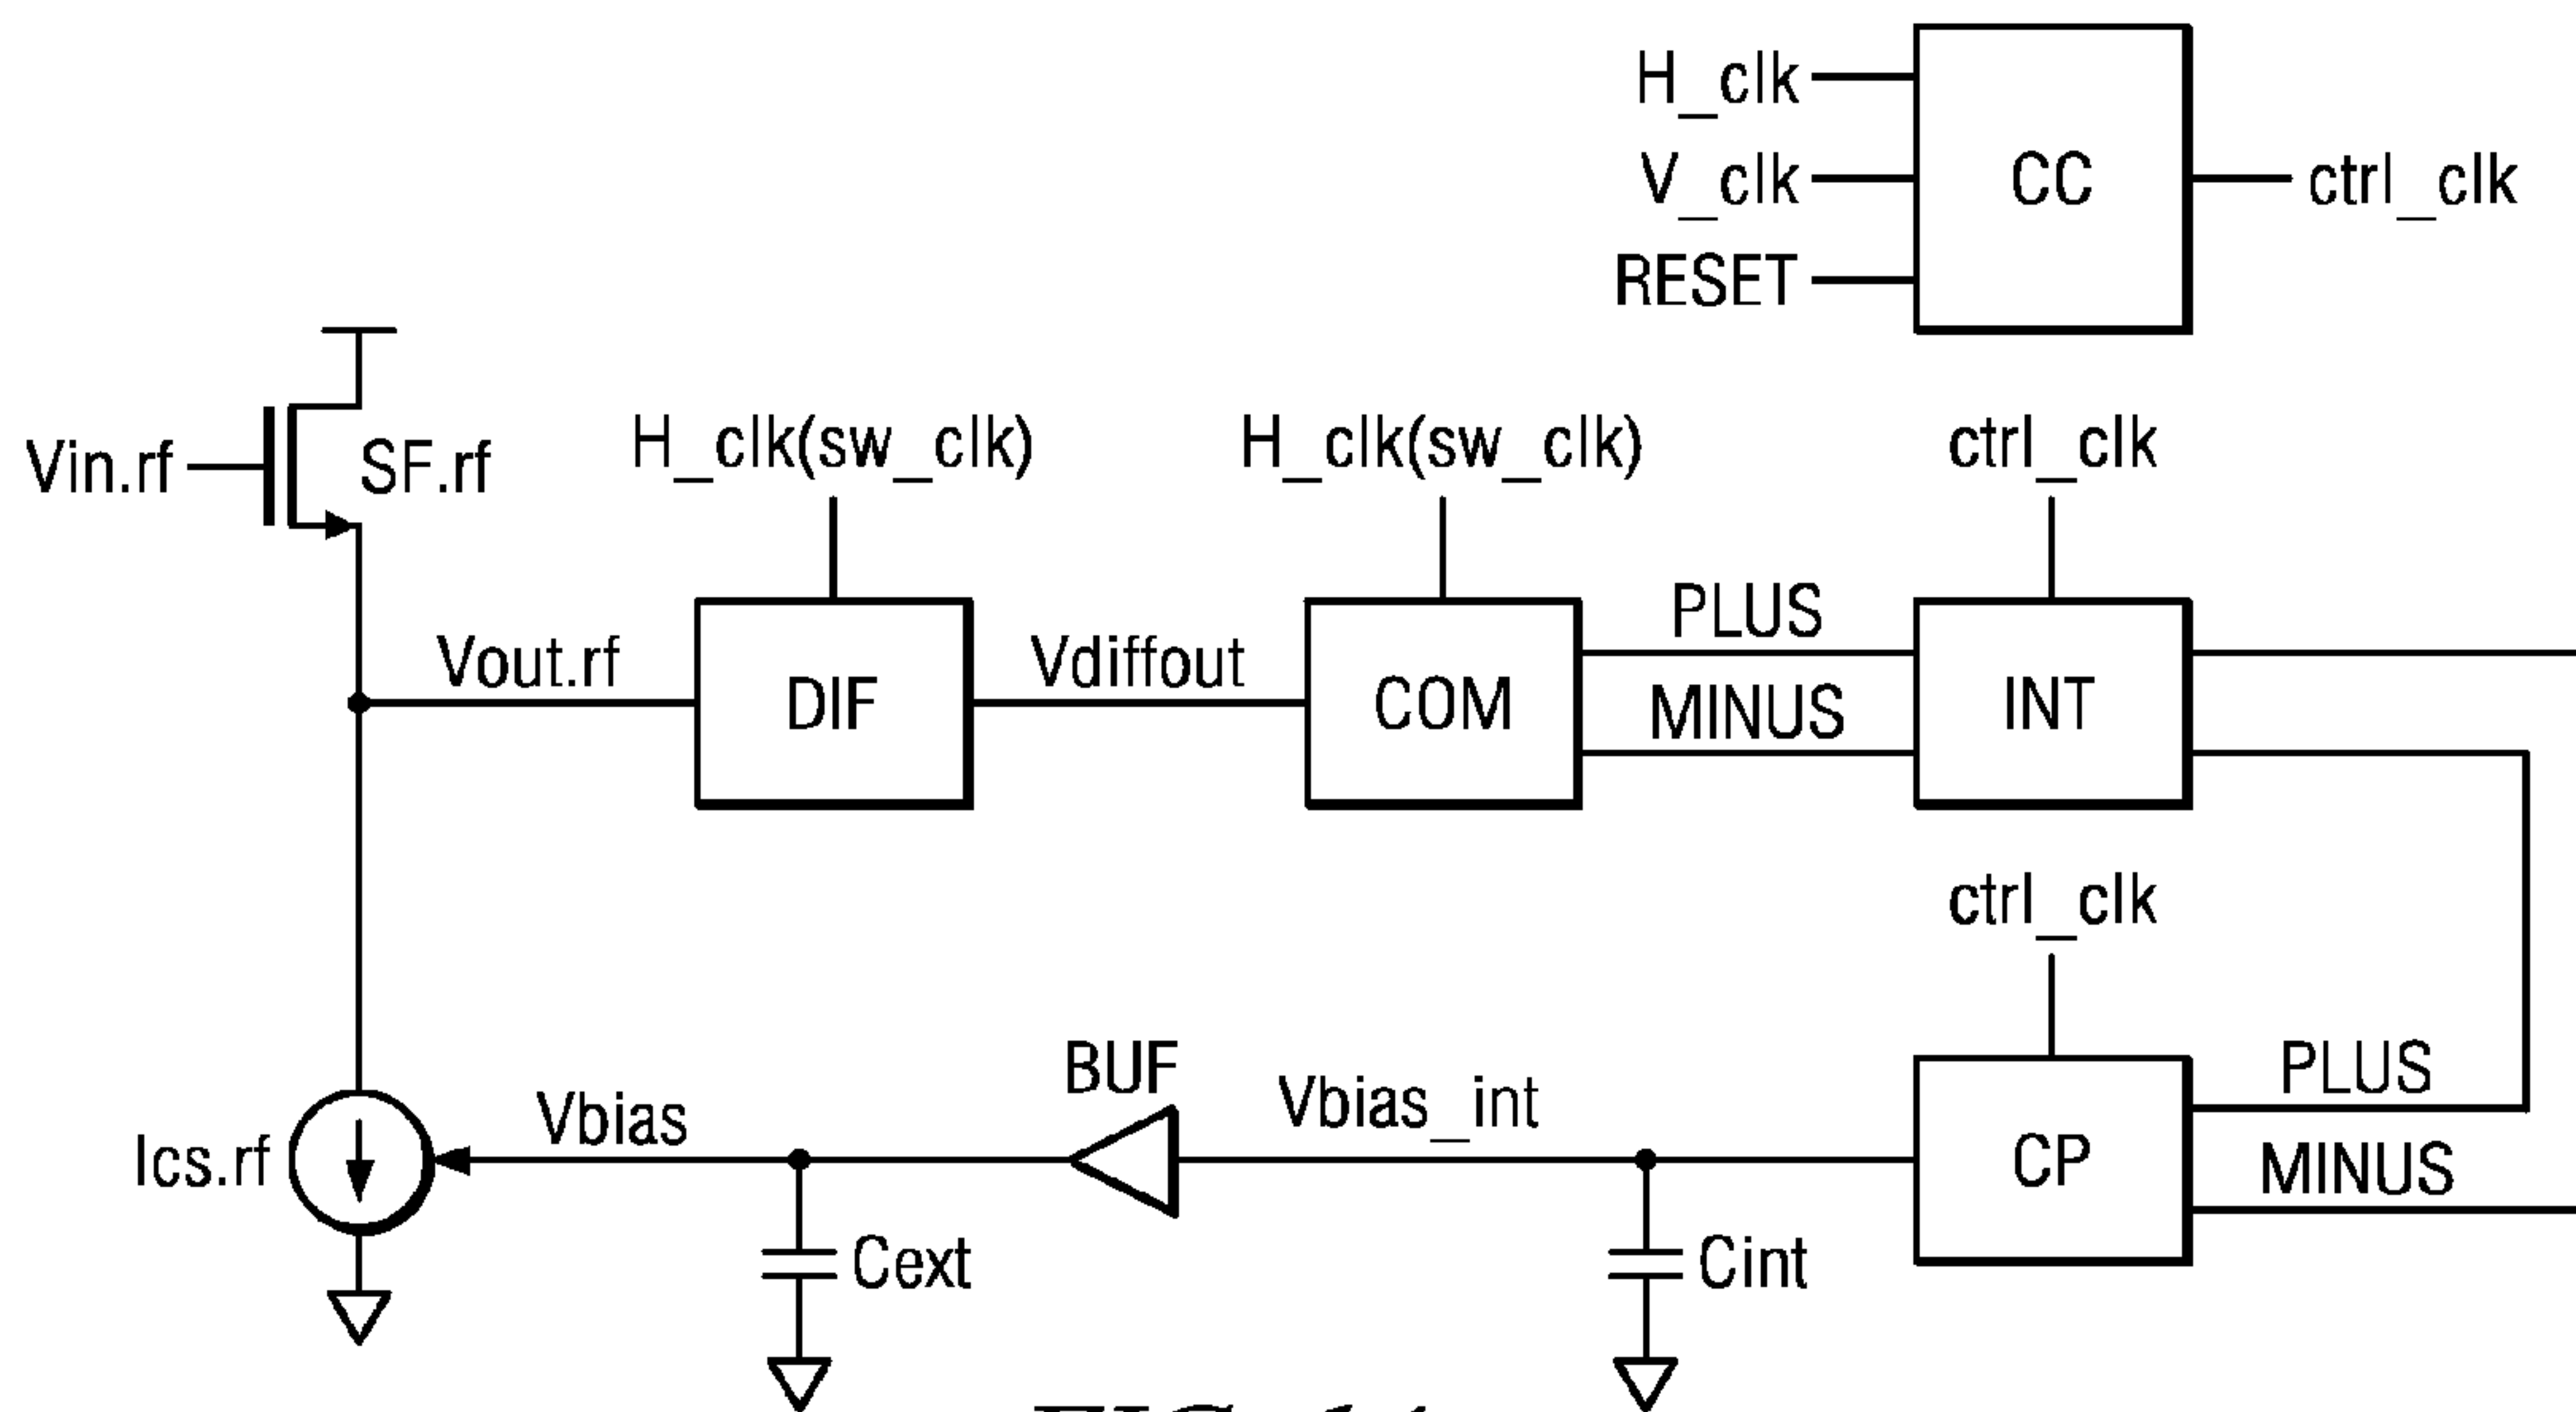 H_clk
V_clk
RESET
CC
ctrl_clk
Vin.rf
SF.rf
H_clk(sw_clk)
H_clk(sw_clk)
ctrl_clk
Vout.rf
DIF
Vdiffout
COM
PLUS
MINUS
INT
ctrl_clk
Ics.rf
Vbias
BUF
Vbias_int
CP
PLUS
MINUS
Cext
Cint